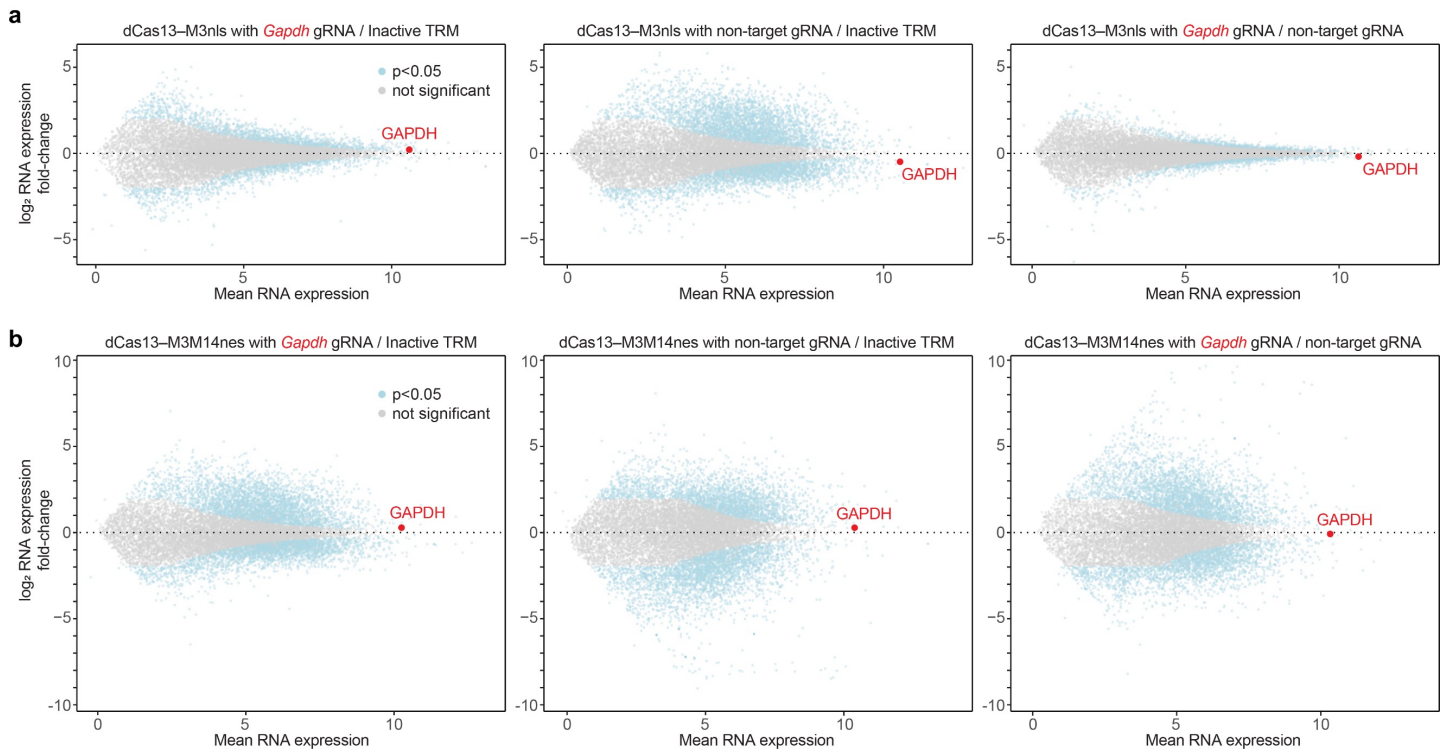 a
dCas13–M3nls with Gapdh gRNA / Inactive TRM
dCas13–M3nls with non-target gRNA / Inactive TRM
dCas13–M3nls with Gapdh gRNA / non-target gRNA
log₂ RNA expression
fold-change
5
0
−5
p<0.05
not significant
GAPDH
0 5 10
Mean RNA expression
5
0
−5
GAPDH
0 5 10
Mean RNA expression
5
0
−5
GAPDH
0 5 10
Mean RNA expression
b
dCas13–M3M14nes with Gapdh gRNA / Inactive TRM
dCas13–M3M14nes with non-target gRNA / Inactive TRM
dCas13–M3M14nes with Gapdh gRNA / non-target gRNA
log₂ RNA expression
fold-change
10
5
0
−5
-10
p<0.05
not significant
GAPDH
0 5 10
Mean RNA expression
10
5
0
−5
-10
GAPDH
0 5 10
Mean RNA expression
10
5
0
−5
-10
GAPDH
0 5 10
Mean RNA expression